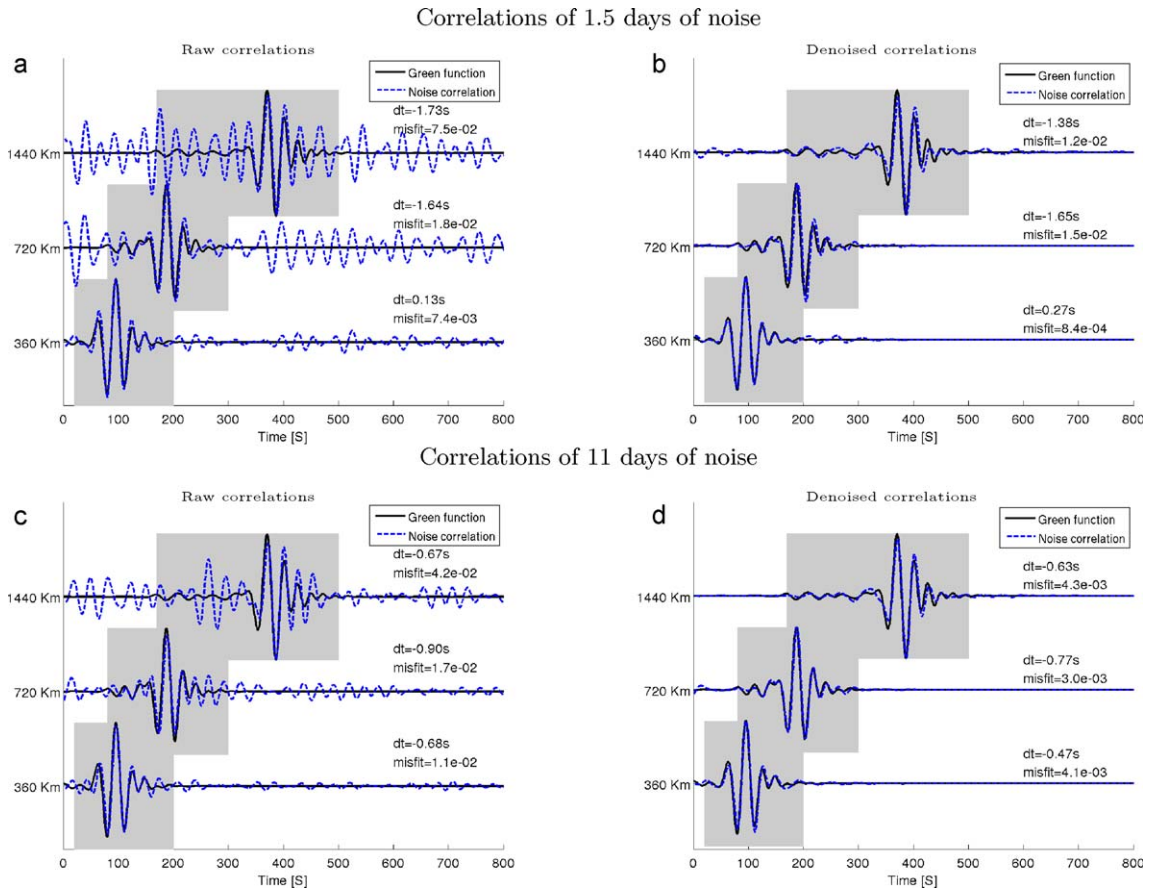 Correlations of 1.5 days of noise
Raw correlations
a
Green function
Noise correlation
dt=-1.73s
misfit=7.5e-02
1440 Km
dt=-1.64s
misfit=1.8e-02
720 Km
dt=0.13s
misfit=7.4e-03
360 Km
0 100 200 300 400 500 600 700 800
Time [S]
Denoised correlations
b
Green function
Noise correlation
dt=-1.38s
misfit=1.2e-02
1440 Km
dt=-1.65s
misfit=1.5e-02
720 Km
dt=0.27s
misfit=8.4e-04
360 Km
0 100 200 300 400 500 600 700 800
Time [S]
Correlations of 11 days of noise
Raw correlations
c
Green function
Noise correlation
dt=-0.67s
misfit=4.2e-02
1440 Km
dt=-0.90s
misfit=1.7e-02
720 Km
dt=-0.68s
misfit=1.1e-02
360 Km
0 100 200 300 400 500 600 700 800
Time [S]
Denoised correlations
d
Green function
Noise correlation
dt=-0.63s
misfit=4.3e-03
1440 Km
dt=-0.77s
misfit=3.0e-03
720 Km
dt=-0.47s
misfit=4.1e-03
360 Km
0 100 200 300 400 500 600 700 800
Time [S]